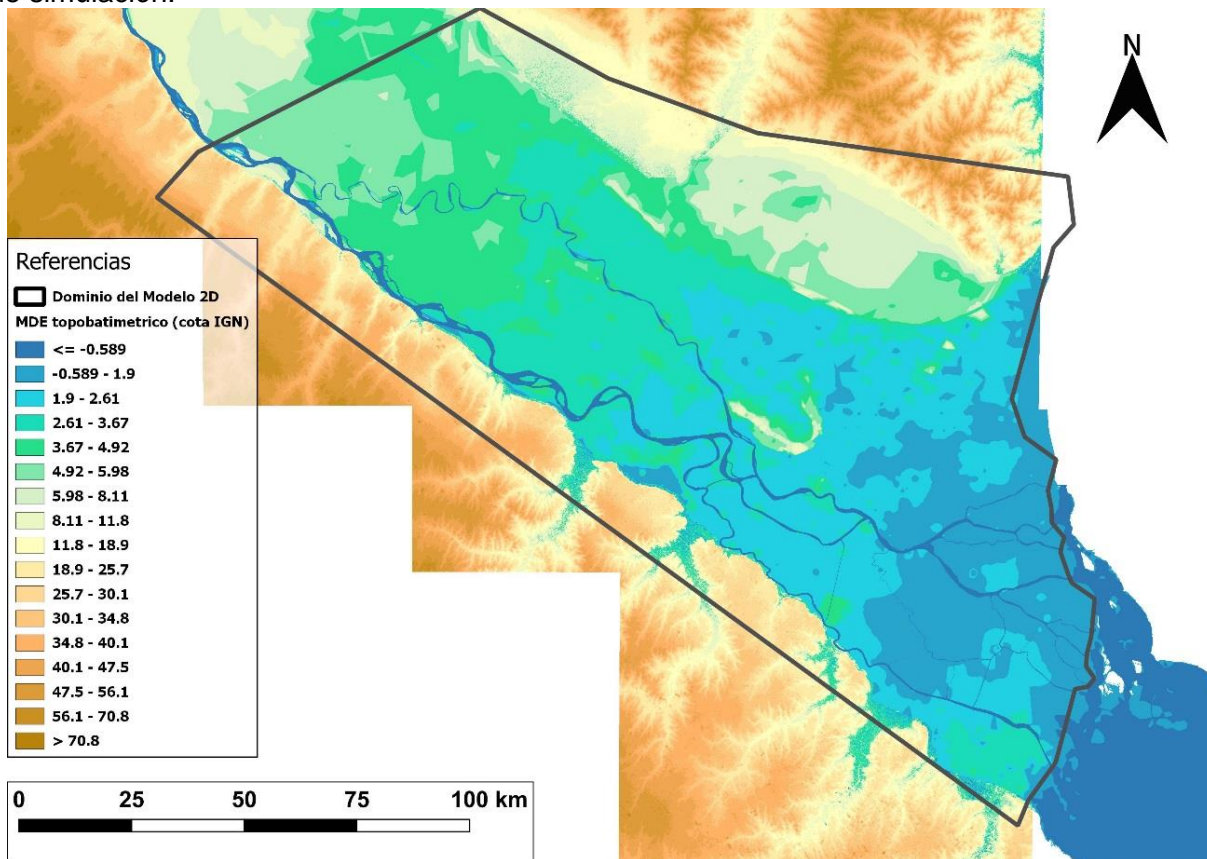 de simulación.
N
Referencias
Dominio del Modelo 2D
MDE topobatimetrico (cota IGN)
<= -0.589
-0.589 - 1.9
1.9 - 2.61
2.61 - 3.67
3.67 - 4.92
4.92 - 5.98
5.98 - 8.11
8.11 - 11.8
11.8 - 18.9
18.9 - 25.7
25.7 - 30.1
30.1 - 34.8
34.8 - 40.1
40.1 - 47.5
47.5 - 56.1
56.1 - 70.8
> 70.8
0 25 50 75 100 km